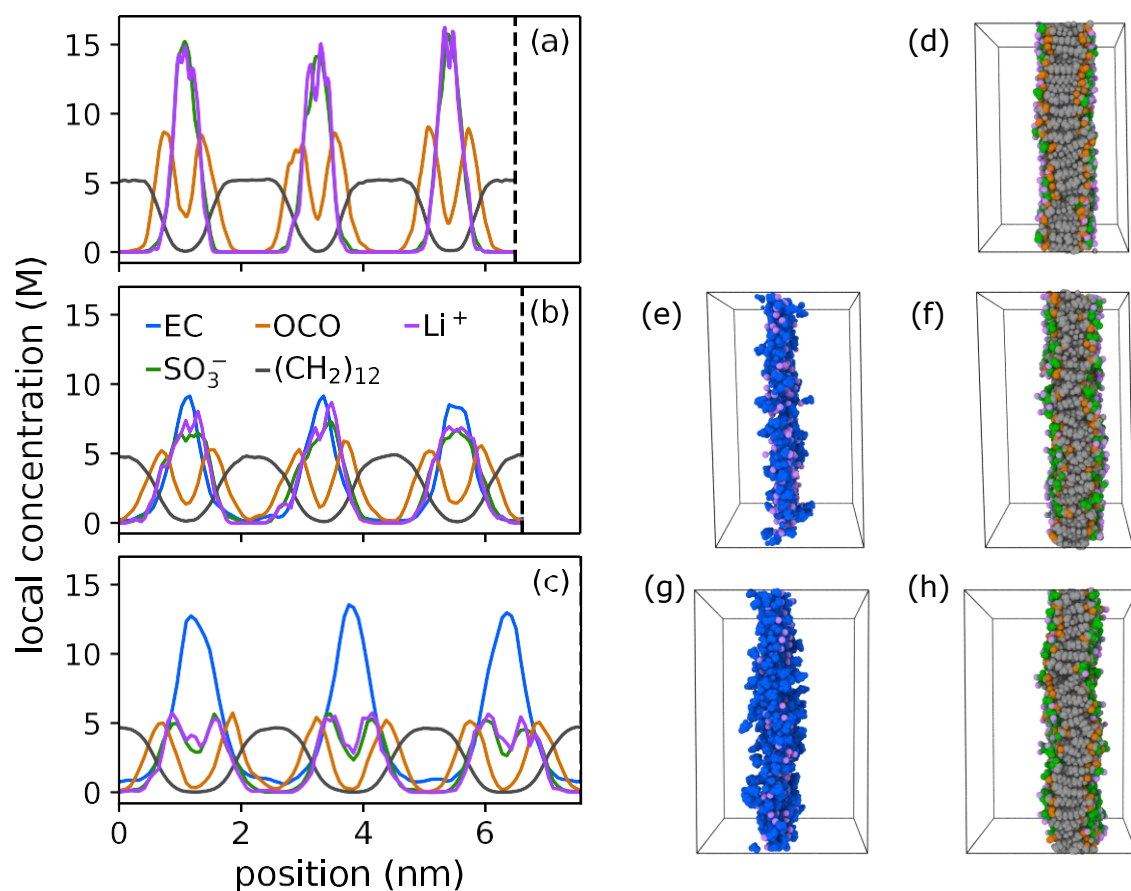 (a)
(d)
15
10
5
0
(b)
(e)
(f)
15
EC
OCO
Li⁺
SO₃⁻
(CH₂)₁₂
10
5
0
(c)
(g)
(h)
15
10
5
0
0
2
4
6
position (nm)
local concentration (M)